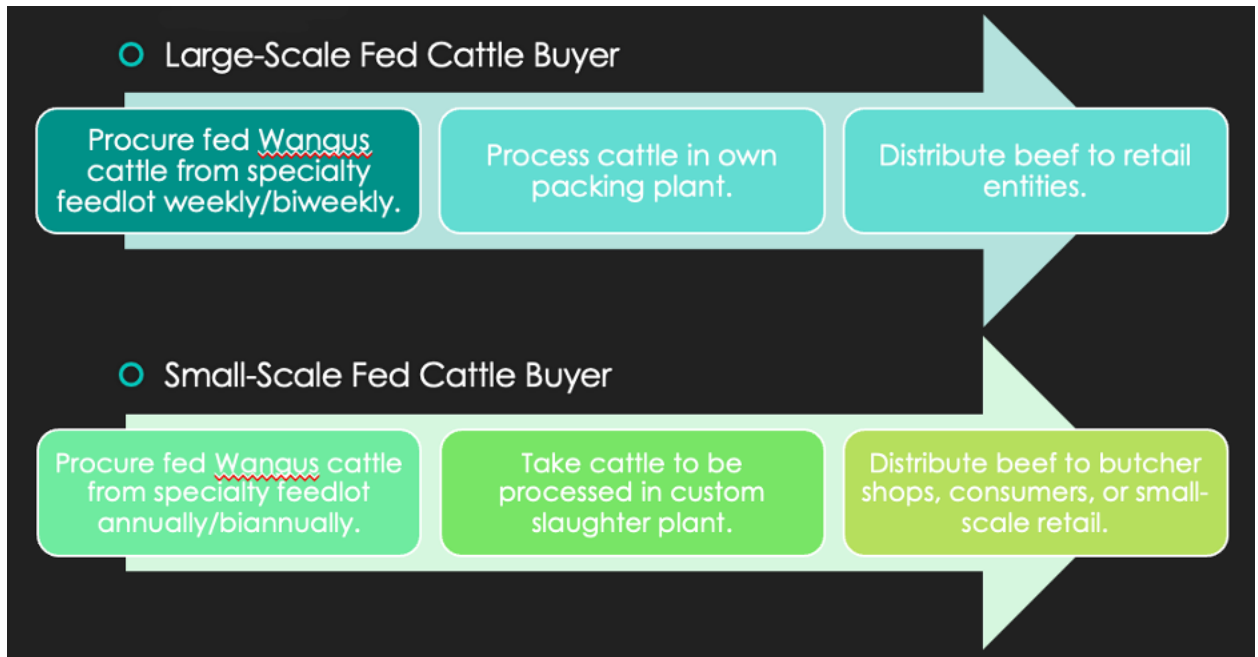 Large-Scale Fed Cattle Buyer
Procure fed Wangus
cattle from specialty
feedlot weekly/biweekly.
Process cattle in own
packing plant.
Distribute beef to retail
entities.
Small-Scale Fed Cattle Buyer
Procure fed Wangus cattle
from specialty feedlot
annually/biannually.
Take cattle to be
processed in custom
slaughter plant.
Distribute beef to butcher
shops, consumers, or small-
scale retail.